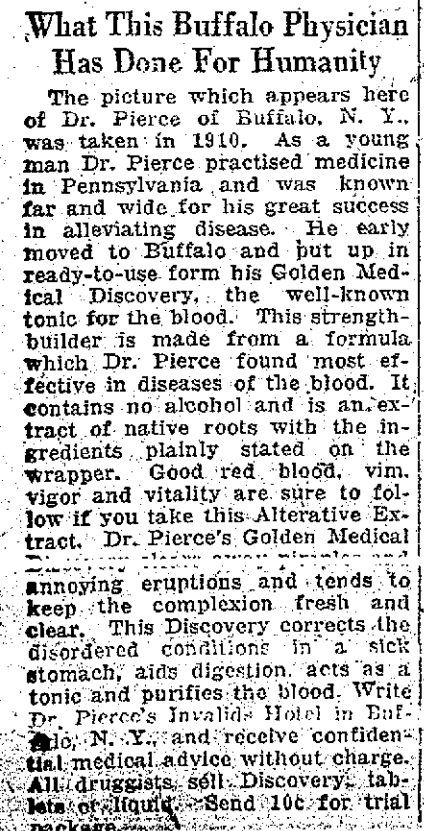 What This Buffalo Physician
Has Done For Humanity
The picture which appears here
of Dr. Pierce of Buffalo, N. Y.,
was taken in 1910. As a young
man Dr. Pierce practised medicine
in Pennsylvania and was known
far and wide for his great success
in alleviating disease. He early
moved to Buffalo and put up in
ready-to-use form his Golden Med-
ical Discovery, the well-known
tonic for the blood. This strength-
builder is made from a formula
which Dr. Pierce found most ef-
fective in diseases of the blood. It
contains no alcohol and is an ex-
tract of native roots with the in-
gredients plainly stated on the
wrapper. Good red blood, vim,
vigor and vitality are sure to fol-
low if you take this Alterative Ex-
tract. Dr. Pierce's Golden Medical
annoying eruptions and tends to
keep the complexion fresh and
clear. This Discovery corrects the
disordered conditions in a sick
stomach, aids digestion, acts as a
tonic and purifies the blood. Write
Dr. Pierce's Invalids Hotel in Buf-
falo, N. Y., and receive confiden-
tial medical advice without charge.
All druggists sell Discovery, tab-
lets or liquid. Send 10c for trial
package.